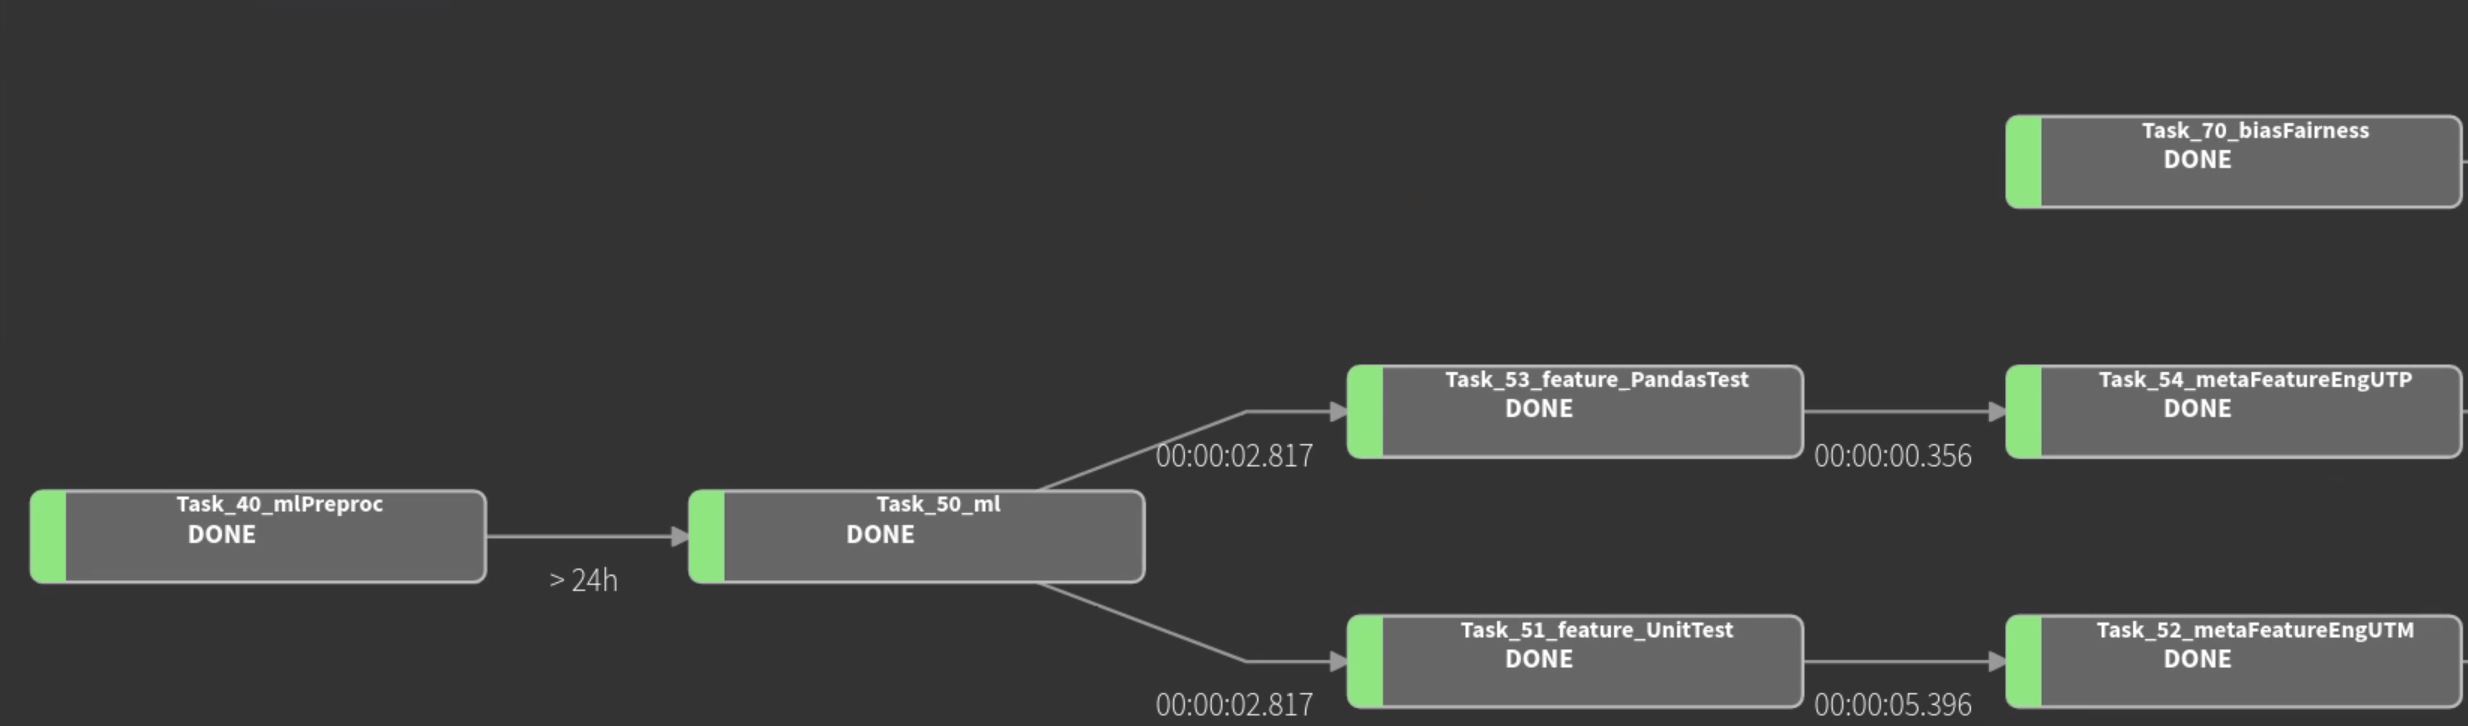 Task_70_biasFairness
DONE
Task_53_feature_PandasTest
DONE
Task_54_metaFeatureEngUTP
DONE
00:00:02.817
00:00:00.356
Task_40_mlPreproc
DONE
Task_50_ml
DONE
> 24h
Task_51_feature_UnitTest
DONE
Task_52_metaFeatureEngUTM
DONE
00:00:02.817
00:00:05.396